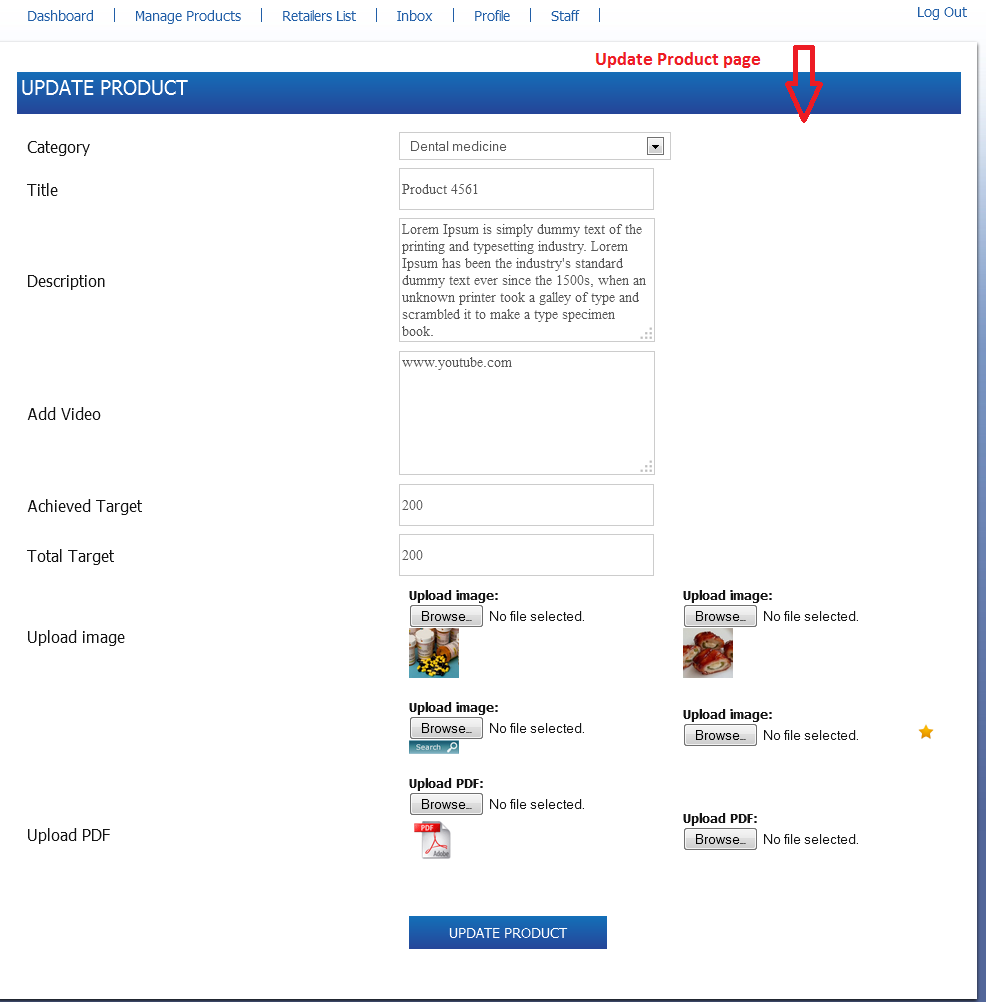 Dashboard | Manage Products | Retailers List | Inbox | Profile | Staff |
Log Out
Update Product page
UPDATE PRODUCT
Category
Dental medicine
Title
Product 4561
Description
Lorem Ipsum is simply dummy text of the
printing and typesetting industry. Lorem
Ipsum has been the industry's standard
dummy text ever since the 1500s, when an
unknown printer took a galley of type and
scrambled it to make a type specimen
book.
Add Video
www.youtube.com
Achieved Target
200
Total Target
200
Upload image
Upload image:
Browse... No file selected.
Upload image:
Browse... No file selected.
Upload image:
Browse... No file selected.
Search
Upload image:
Browse... No file selected.
Upload PDF
Upload PDF:
Browse... No file selected.
PDF
Adobe
Upload PDF:
Browse... No file selected.
UPDATE PRODUCT